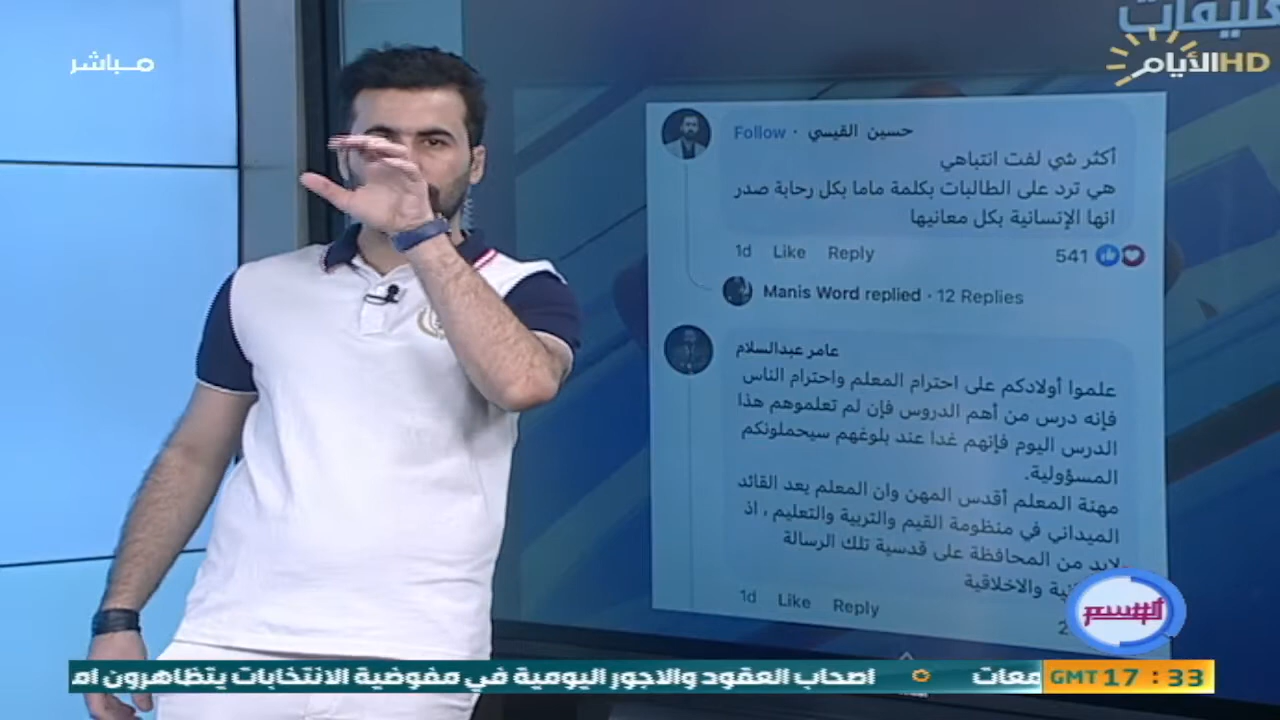 تعليقات
الأيامHD
مباشر
حسين القيسي · Follow
أكثر شي لفت انتباهي
هي ترد على الطالبات بكلمة ماما بكل رحابة صدر
انها الإنسانية بكل معانيها
1d Like Reply 541
Manis Word replied · 12 Replies
عامر عبدالسلام
علموا أولادكم على احترام المعلم واحترام الناس
فإنه درس من أهم الدروس فإن لم تعلموهم هذا
الدرس اليوم فإنهم غدا عند بلوغهم سيحملونكم
المسؤولية.
مهنة المعلم أقدس المهن وان المعلم يعد القائد
الميداني في منظومة القيم والتربية والتعليم ، اذ
لابد من المحافظة على قدسية تلك الرسالة
والاخلاقية
1d Like Reply 2
معات ○ اصحاب العقود والاجور اليومية في مفوضية الانتخابات يتظاهرون ام
GMT 17 : 33